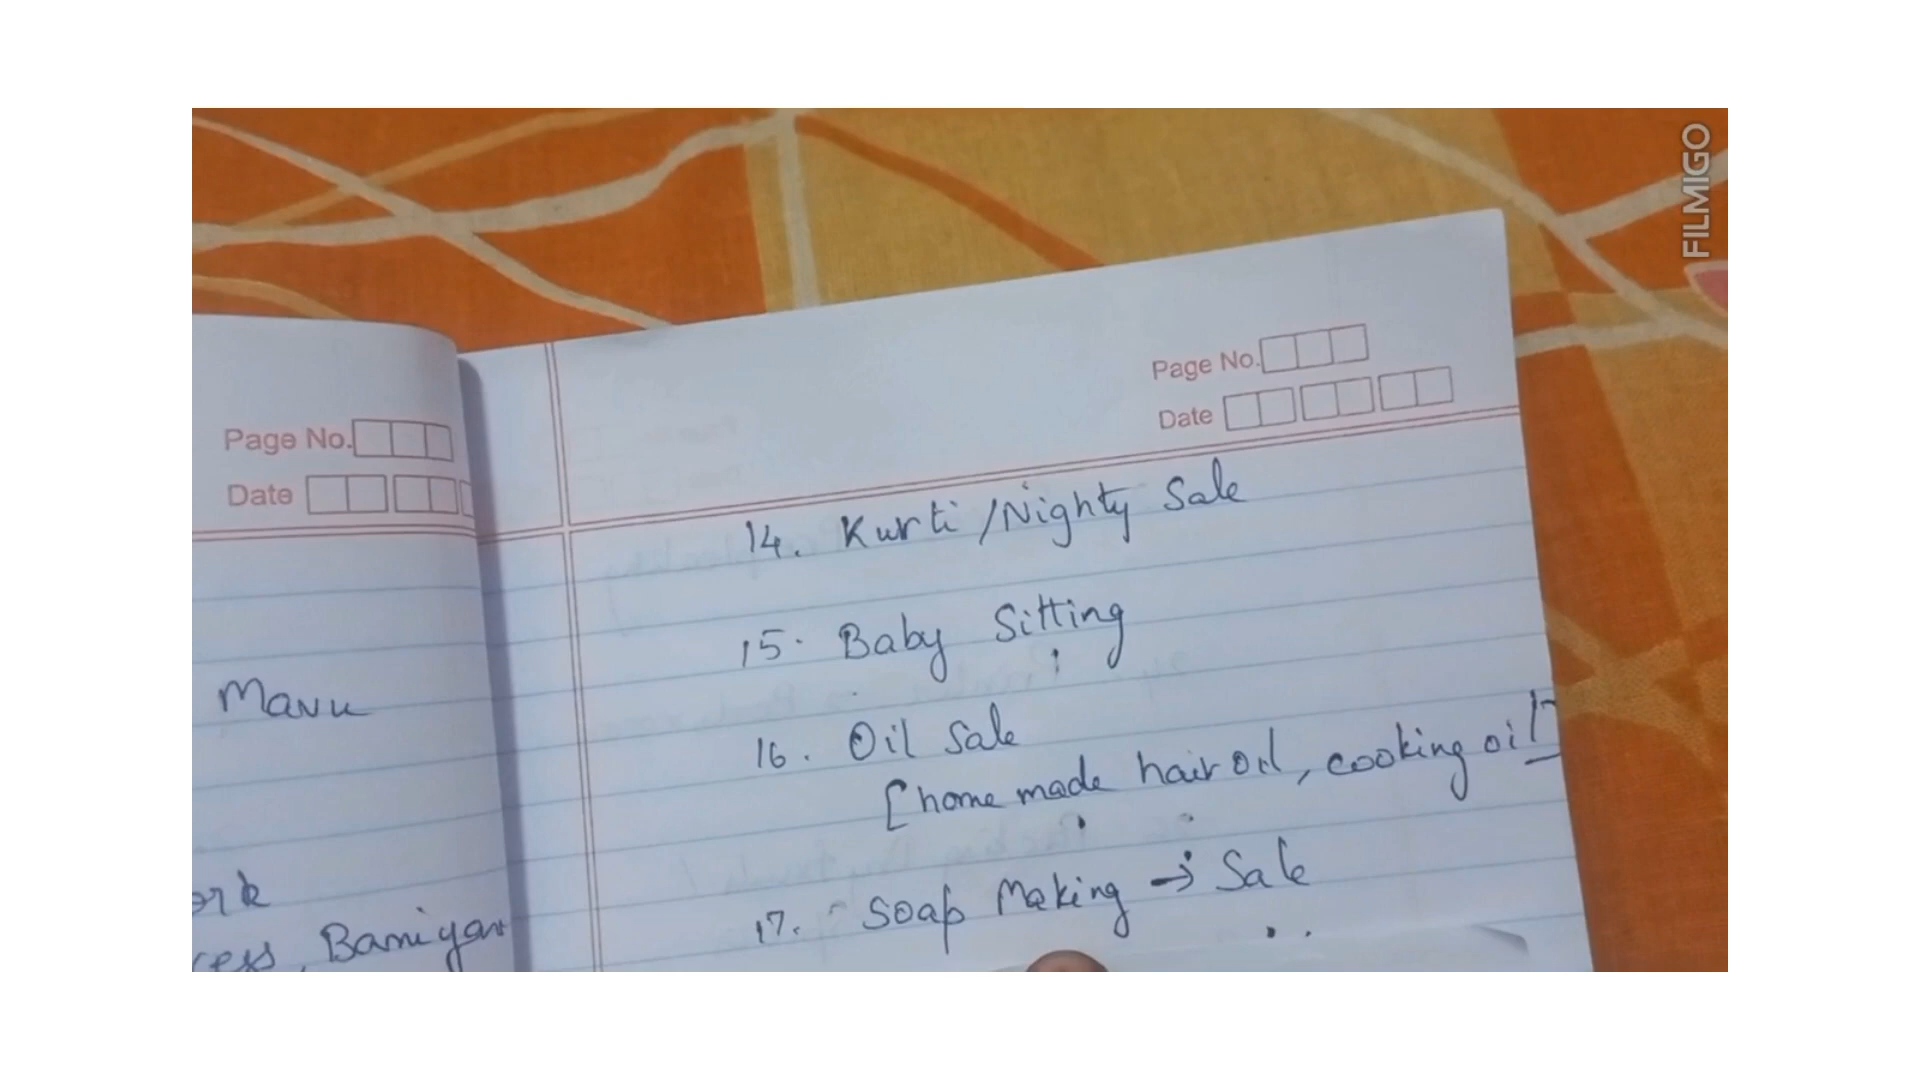 FILMIGO
Page No.
Date
Mavu
Baniyan
Page No.
Date
14. Kurti /Nighty Sale
15. Baby Sitting
16. Oil Sale
[home made hair oil, cooking oil]
17. Soap Making → Sale